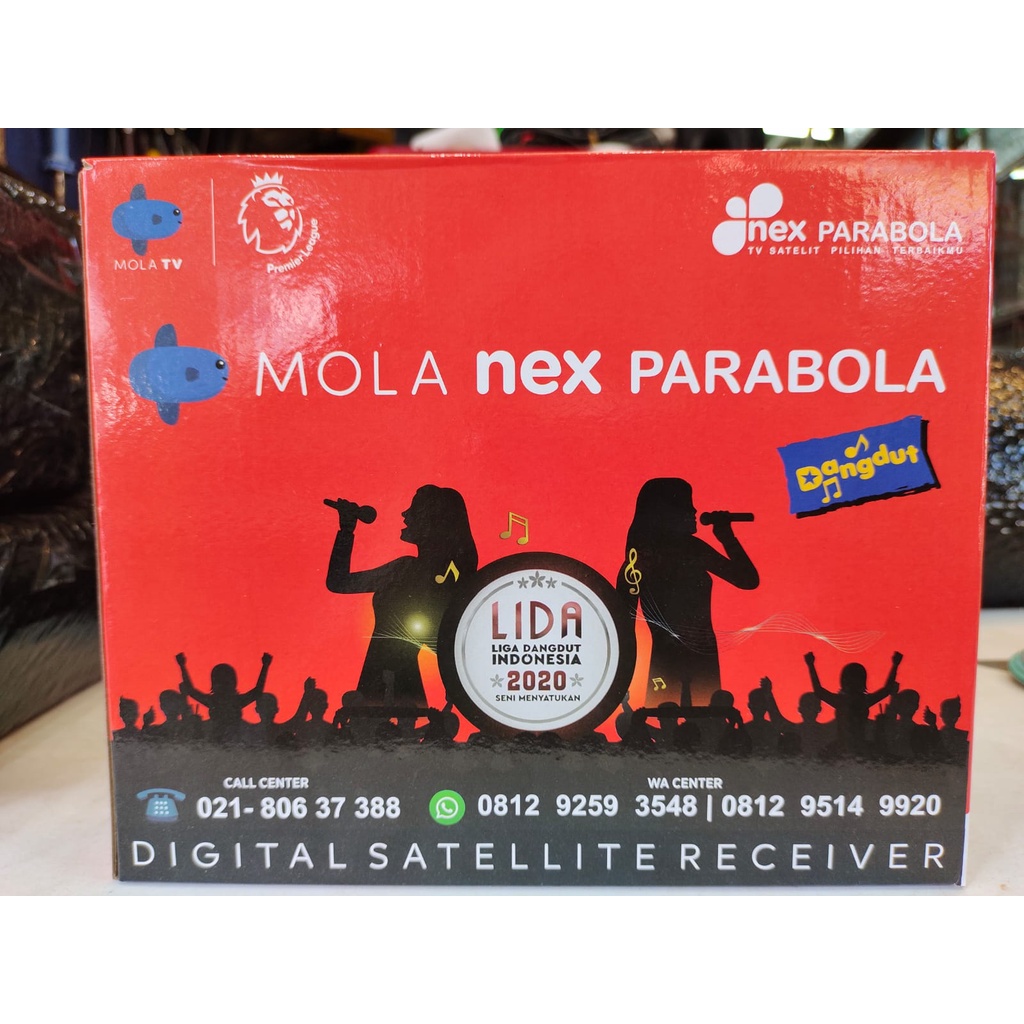 MOLA TV
Premier League
nex PARABOLA
TV SATELIT PILIHAN TERBAIKMU
MOLA nex PARABOLA
Dangdut
LIDA
LIGA DANGDUT
INDONESIA
2020
SENI MENYATUKAN
CALL CENTER
021- 806 37 388
WA CENTER
0812 9259 3548 | 0812 9514 9920
DIGITAL SATELLITE RECEIVER